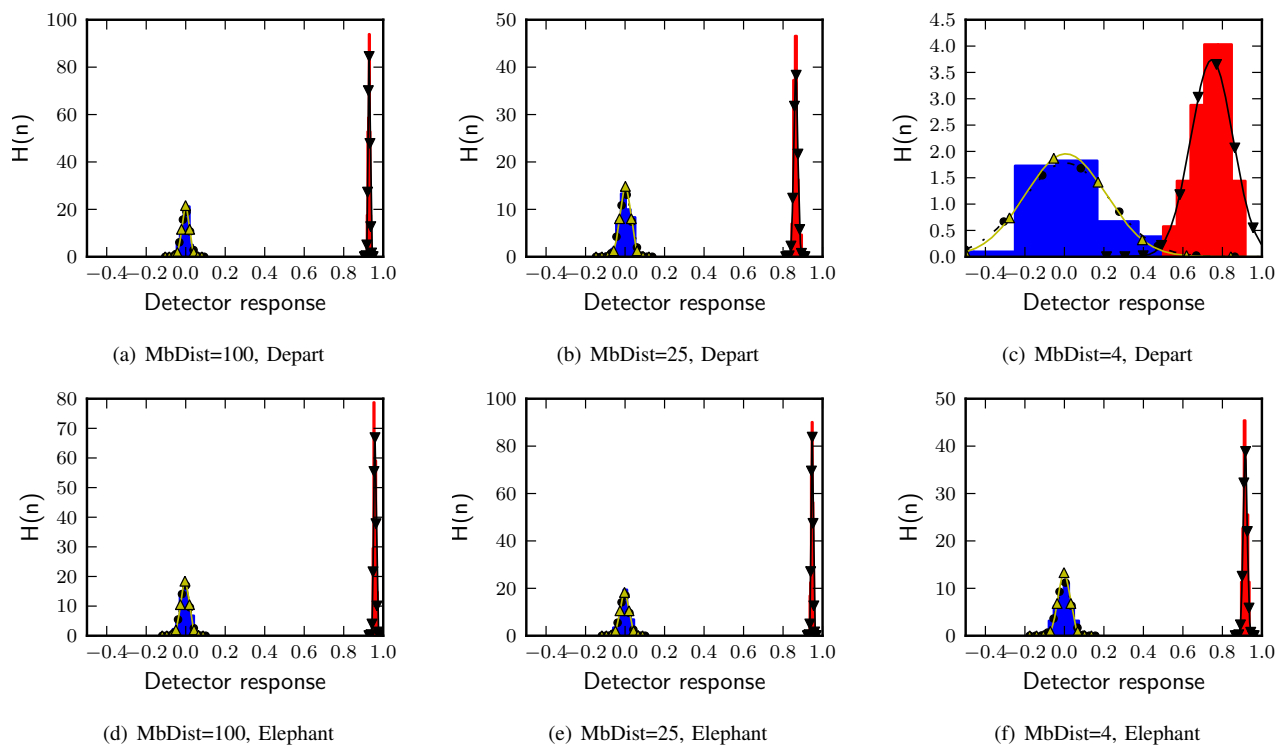 100
80
60
40
20
0
H(n)
−0.4−0.2 0.0 0.2 0.4 0.6 0.8 1.0
Detector response
(a) MbDist=100, Depart
50
40
30
20
10
0
H(n)
−0.4−0.2 0.0 0.2 0.4 0.6 0.8 1.0
Detector response
(b) MbDist=25, Depart
4.5
4.0
3.5
3.0
2.5
2.0
1.5
1.0
0.5
0.0
H(n)
−0.4−0.2 0.0 0.2 0.4 0.6 0.8 1.0
Detector response
(c) MbDist=4, Depart
80
70
60
50
40
30
20
10
0
H(n)
−0.4−0.2 0.0 0.2 0.4 0.6 0.8 1.0
Detector response
(d) MbDist=100, Elephant
100
80
60
40
20
0
H(n)
−0.4−0.2 0.0 0.2 0.4 0.6 0.8 1.0
Detector response
(e) MbDist=25, Elephant
50
40
30
20
10
0
H(n)
−0.4−0.2 0.0 0.2 0.4 0.6 0.8 1.0
Detector response
(f) MbDist=4, Elephant